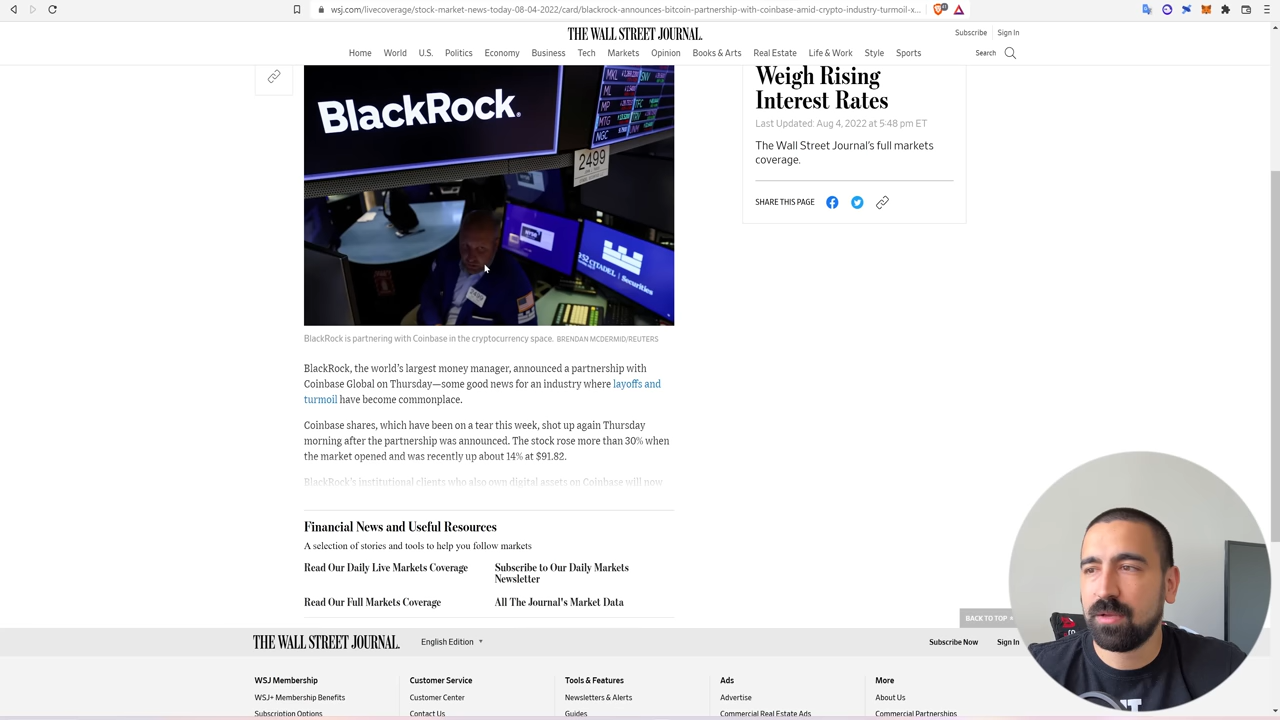 wsj.com/livecoverage/stock-market-news-today-08-04-2022/card/blackrock-announces-bitcoin-partnership-with-coinbase-amid-crypto-industry-turmoil-x...
THE WALL STREET JOURNAL.
Subscribe Sign In
Home World U.S. Politics Economy Business Tech Markets Opinion Books & Arts Real Estate Life & Work Style Sports Search
BlackRock.
MKL
ML
MP
MTG
NGC
2499
NYSE
CITADEL
Securities
Weigh Rising
Interest Rates
Last Updated: Aug 4, 2022 at 5:48 pm ET
The Wall Street Journal's full markets
coverage.
SHARE THIS PAGE
BlackRock is partnering with Coinbase in the cryptocurrency space. BRENDAN MCDERMID/REUTERS
BlackRock, the world's largest money manager, announced a partnership with
Coinbase Global on Thursday—some good news for an industry where layoffs and
turmoil have become commonplace.
Coinbase shares, which have been on a tear this week, shot up again Thursday
morning after the partnership was announced. The stock rose more than 30% when
the market opened and was recently up about 14% at $91.82.
BlackRock's institutional clients who also own digital assets on Coinbase will now
Financial News and Useful Resources
A selection of stories and tools to help you follow markets
Read Our Daily Live Markets Coverage
Subscribe to Our Daily Markets
Newsletter
Read Our Full Markets Coverage
All The Journal's Market Data
BACK TO TOP
THE WALL STREET JOURNAL.
English Edition
Subscribe Now Sign In
WSJ Membership
WSJ+ Membership Benefits
Subscription Options
Customer Service
Customer Center
Contact Us
Tools & Features
Newsletters & Alerts
Guides
Ads
Advertise
Commercial Real Estate Ads
More
About Us
Commercial Partnerships